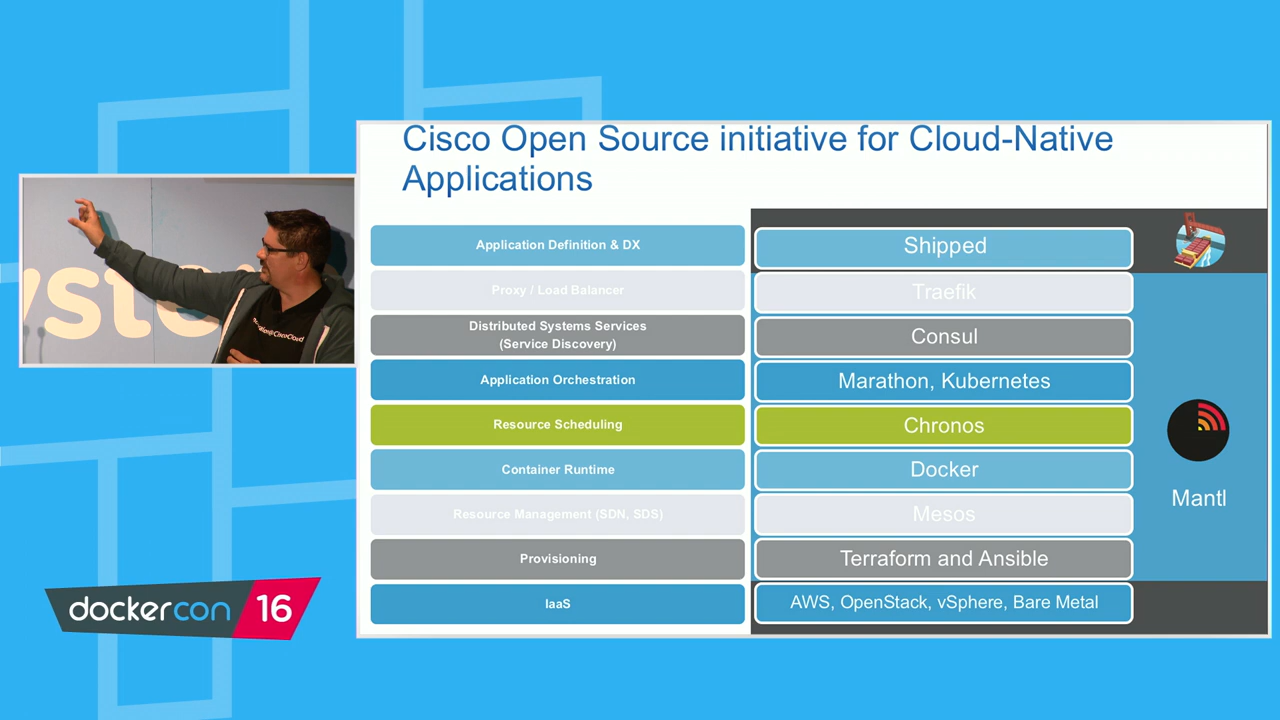 Cisco Open Source initiative for Cloud-Native
Applications
Application Definition & DX
Shipped
Proxy / Load Balancer
Traefik
Distributed Systems Services
(Service Discovery)
Consul
Application Orchestration
Marathon, Kubernetes
Resource Scheduling
Chronos
Container Runtime
Docker
Resource Management (SDN, SDS)
Mesos
Provisioning
Terraform and Ansible
IaaS
AWS, OpenStack, vSphere, Bare Metal
Mantl
dockercon 16